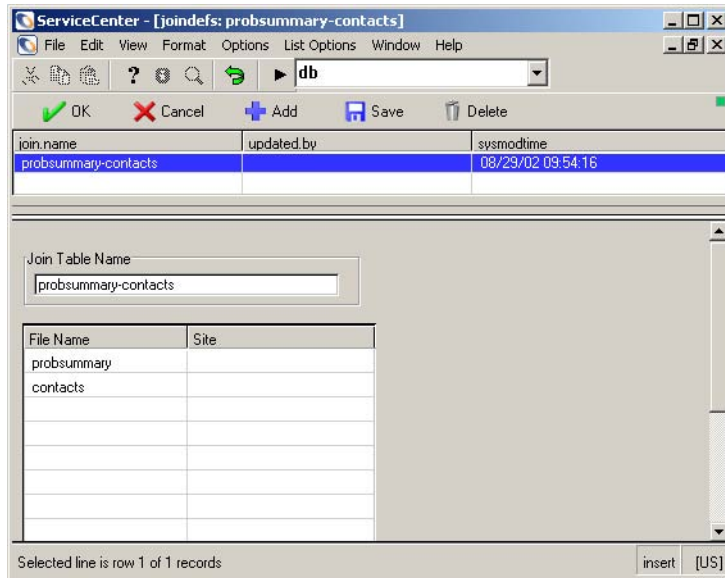 ServiceCenter - [joindefs: probsummary-contacts]
File Edit View Format Options List Options Window Help
db
OK Cancel Add Save Delete
join.name updated.by sysmodtime
probsummary-contacts 08/29/02 09:54:16
Join Table Name
probsummary-contacts
File Name Site
probsummary
contacts
Selected line is row 1 of 1 records insert [US]